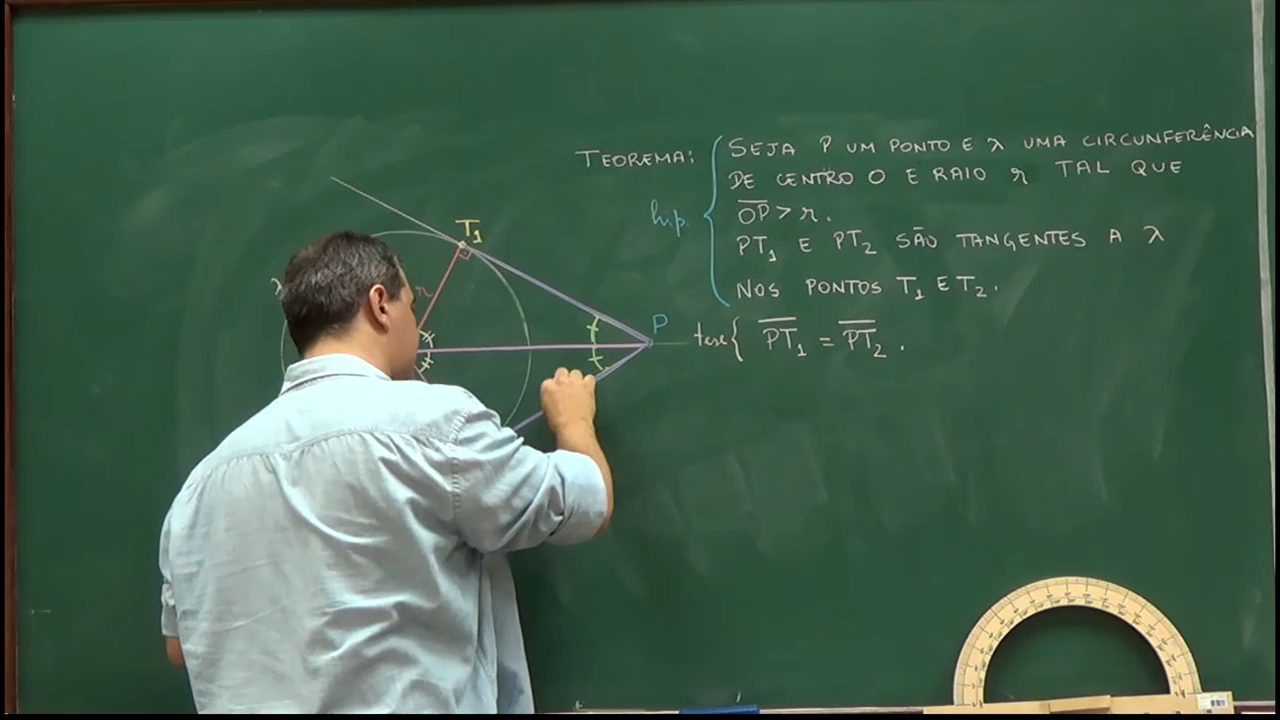 TEOREMA: SEJA P UM PONTO E λ UMA CIRCUNFERÊNCIA
DE CENTRO O E RAIO r TAL QUE
hip. OP > r.
PT1 E PT2 SÃO TANGENTES A λ
NOS PONTOS T1 E T2.
tese { PT1 = PT2.
T1
r
P